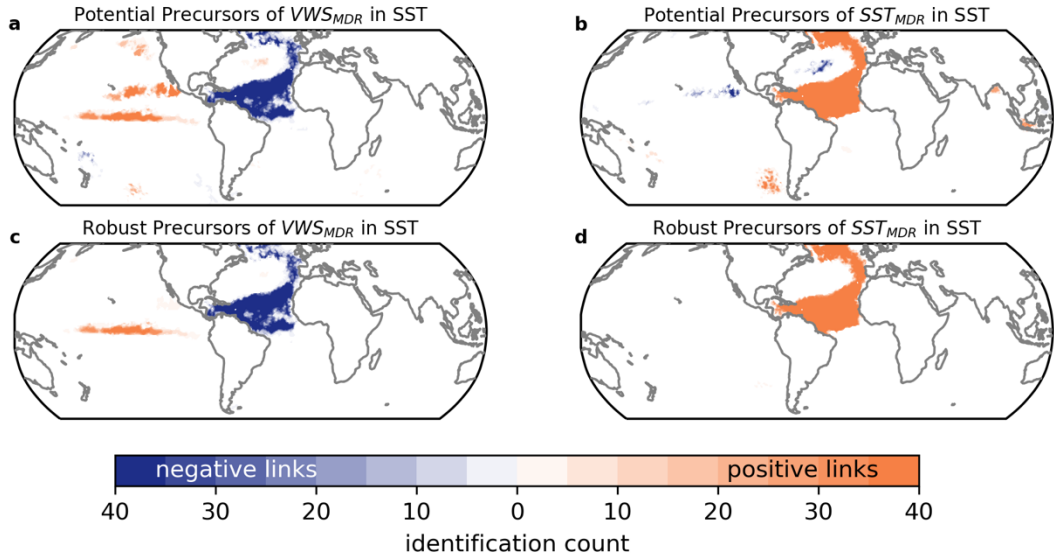 Potential Precursors of VWS_MDR in SST
Potential Precursors of SST_MDR in SST
a
b
Robust Precursors of VWS_MDR in SST
Robust Precursors of SST_MDR in SST
c
d
negative links
positive links
40 30 20 10 0 10 20 30 40
identification count